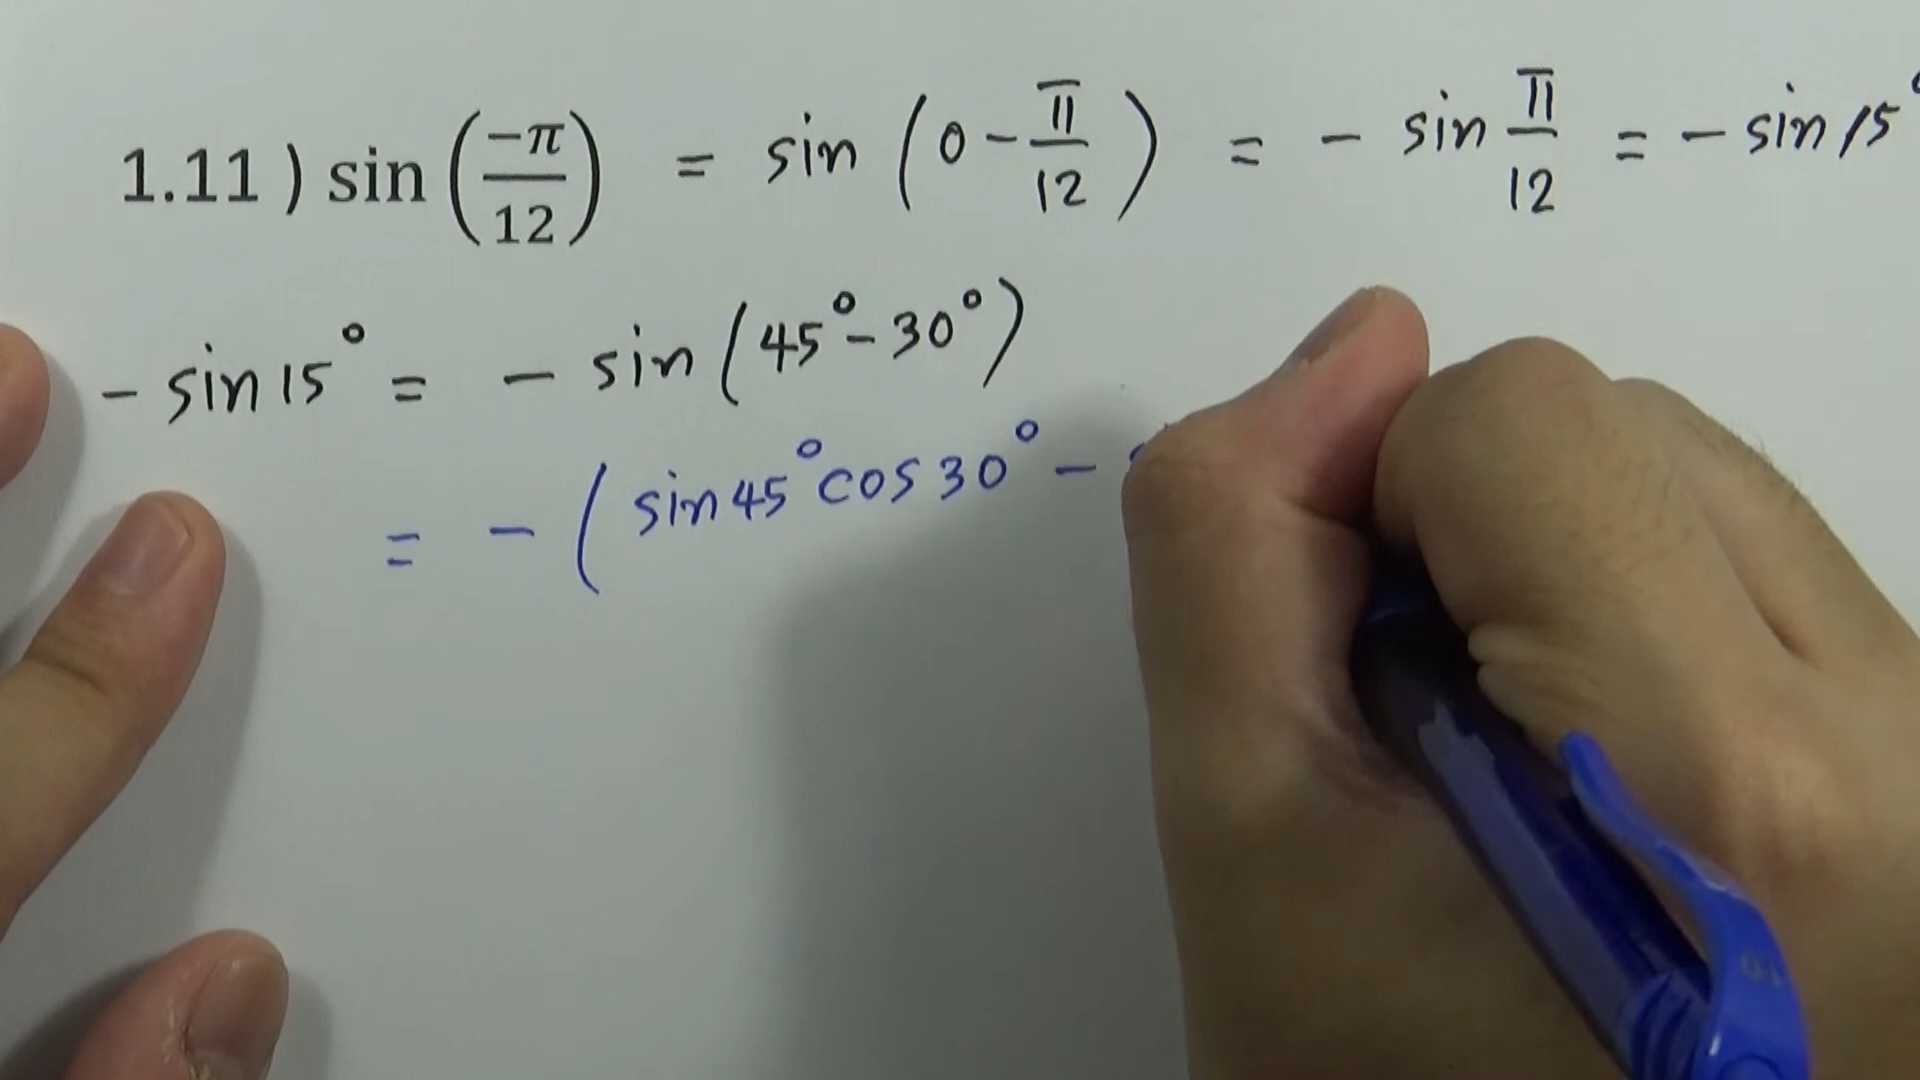 1.11 ) sin (-π/12) = sin (0 - π/12) = - sin π/12 = - sin 15°
- sin 15° = - sin (45° - 30°)
= - ( sin 45° cos 30° -